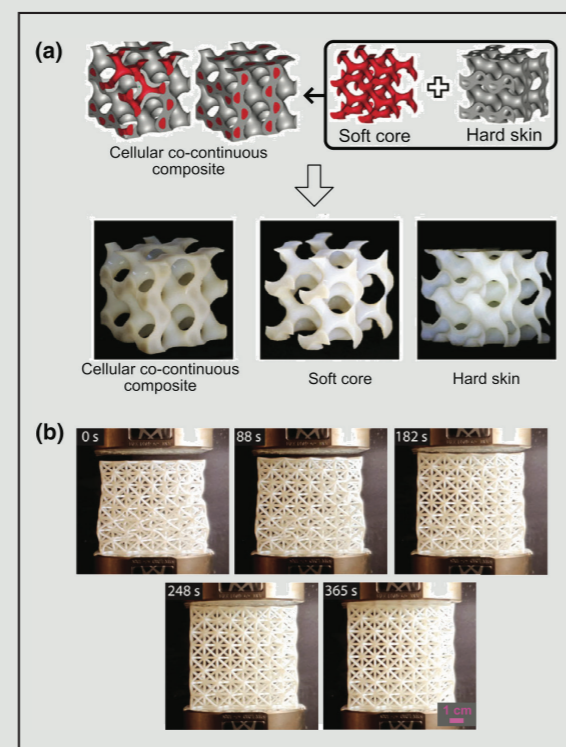 (a)
Soft core
Hard skin
Cellular co-continuous
composite
Cellular co-continuous
composite
Soft core
Hard skin
(b)
0 s
88 s
182 s
248 s
365 s
1 cm